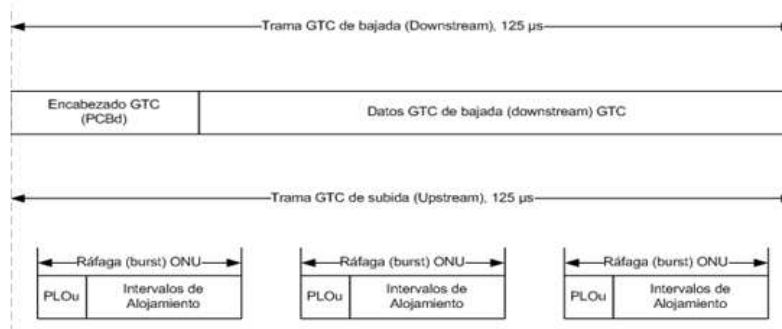 Trama GTC de bajada (Downstream), 125 µs
Encabezado GTC
(PCBd)
Datos GTC de bajada (downstream) GTC
Trama GTC de subida (Upstream), 125 µs
Ráfaga (burst) ONU
Ráfaga (burst) ONU
Ráfaga (burst) ONU
PLOu
Intervalos de
Alojamiento
PLOu
Intervalos de
Alojamiento
PLOu
Intervalos de
Alojamiento